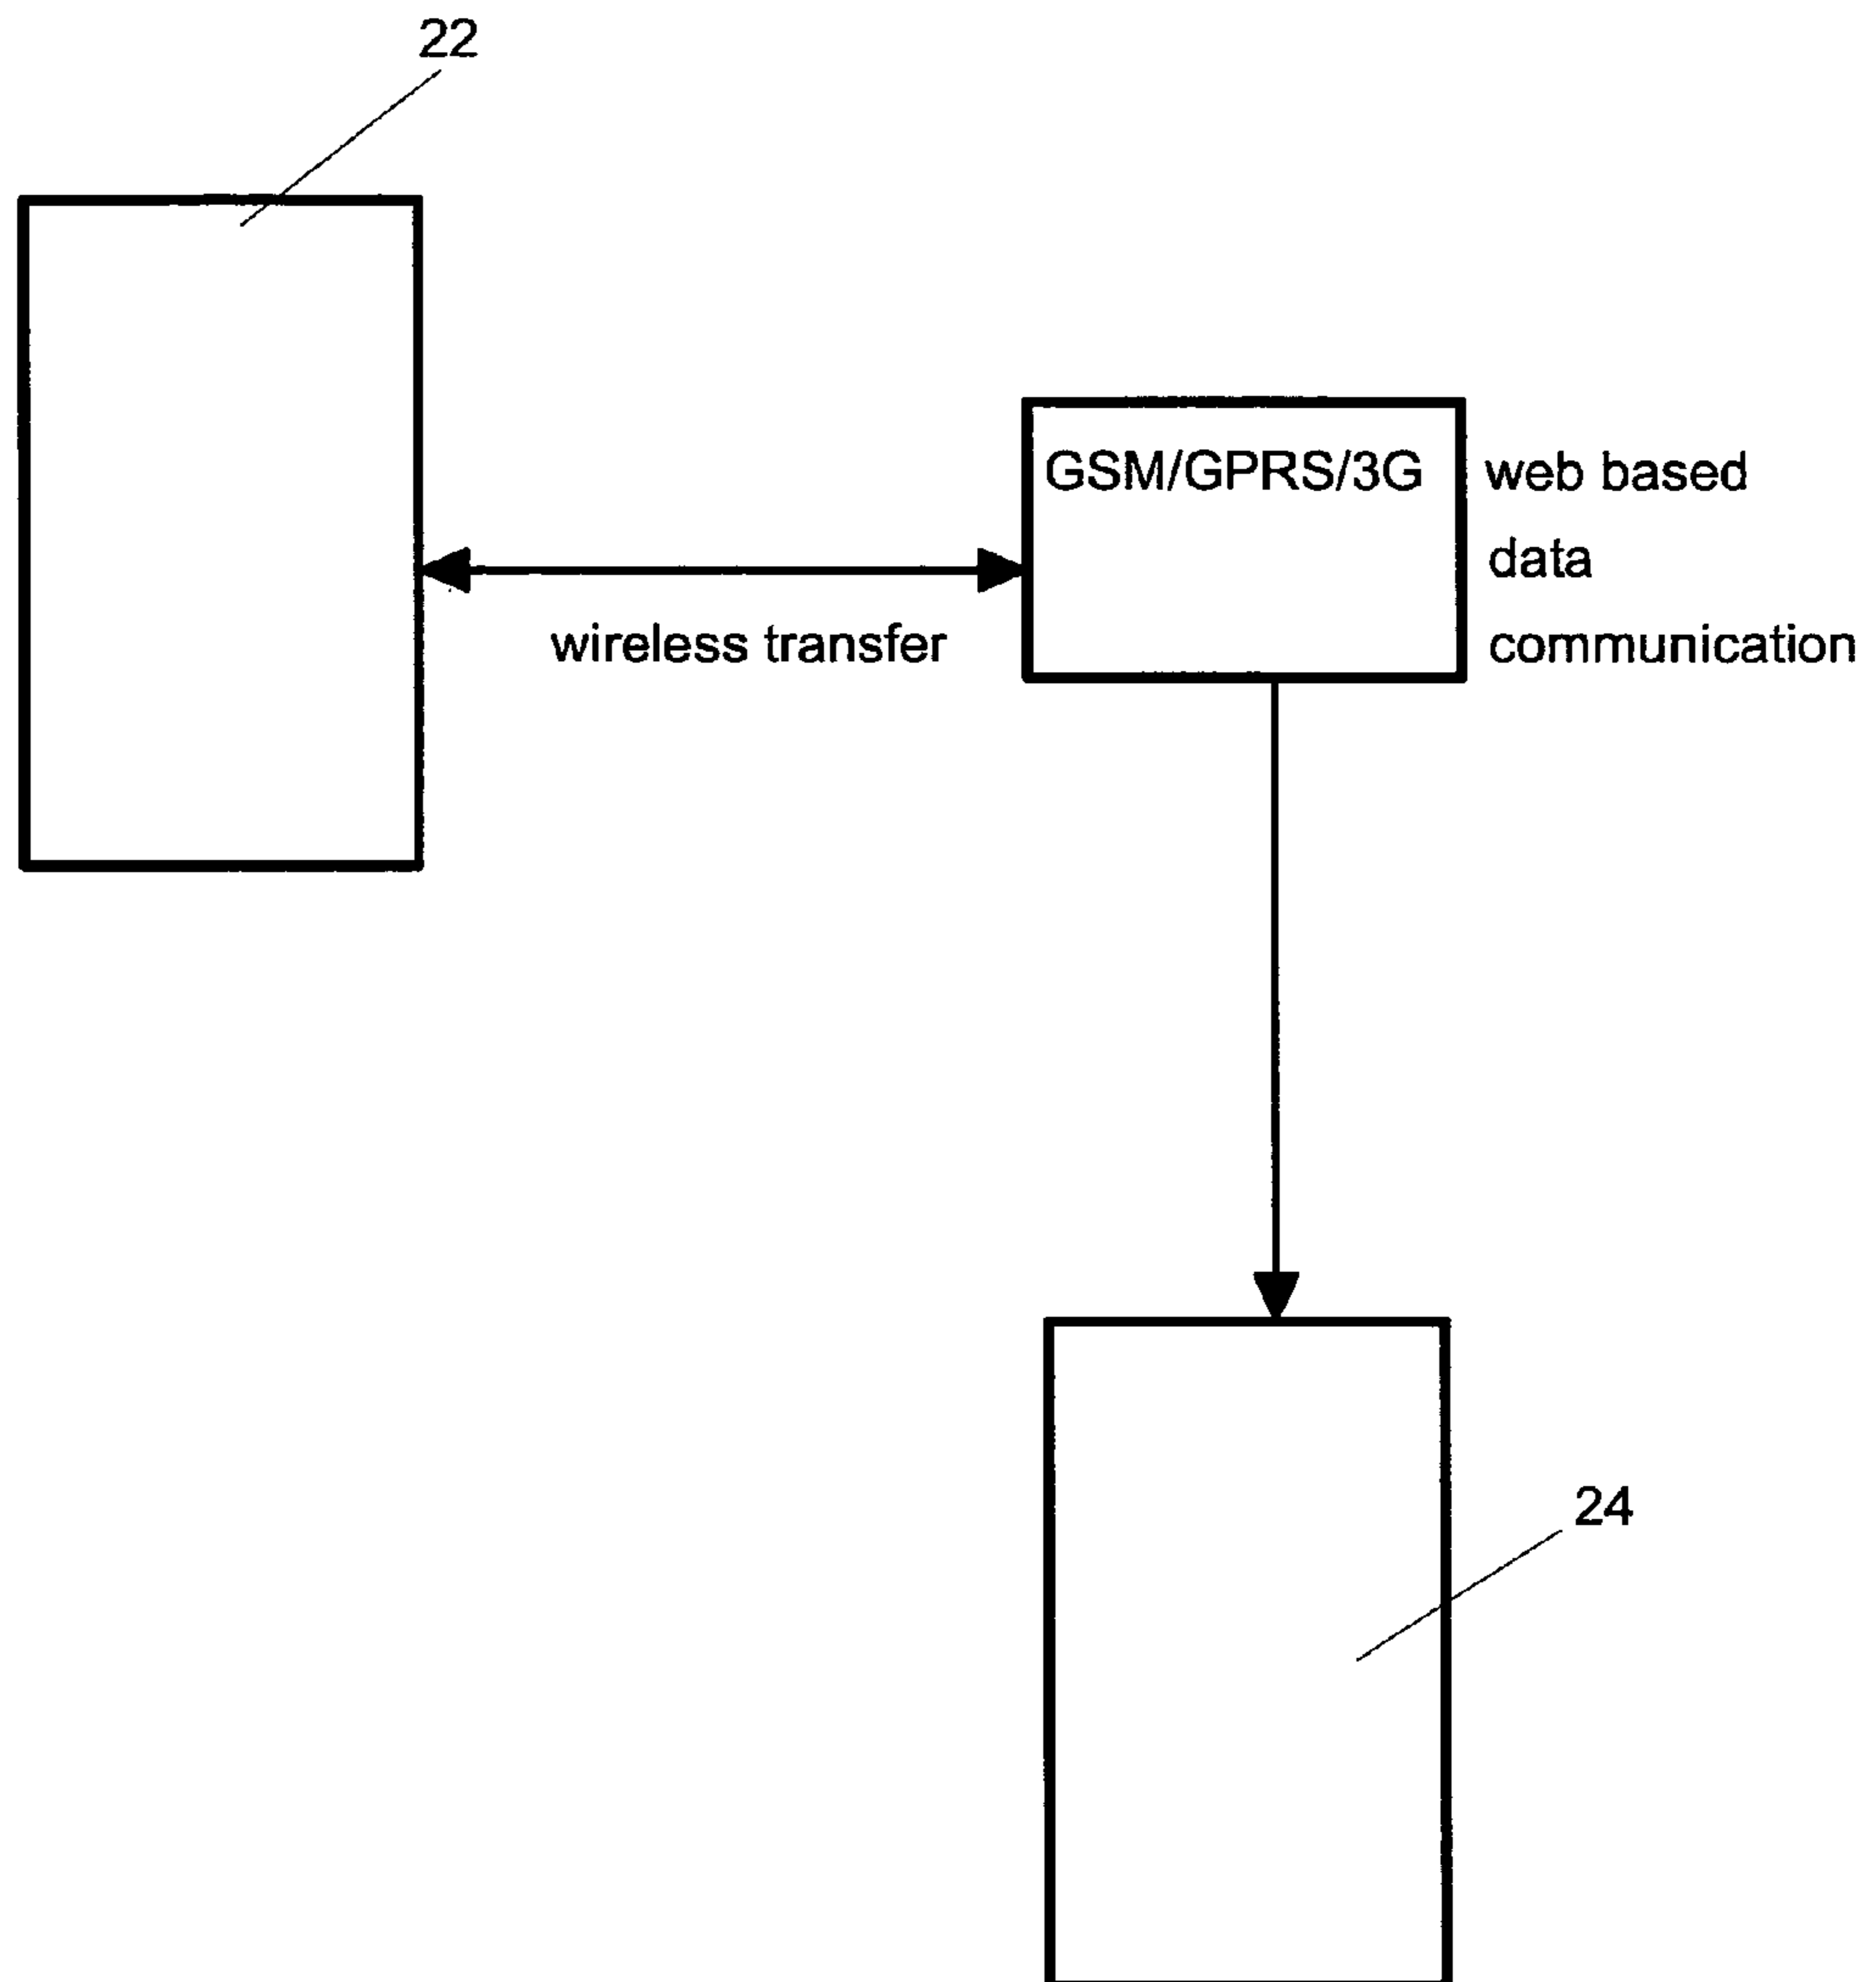 22
GSM/GPRS/3G
web based
data
communication
wireless transfer
24